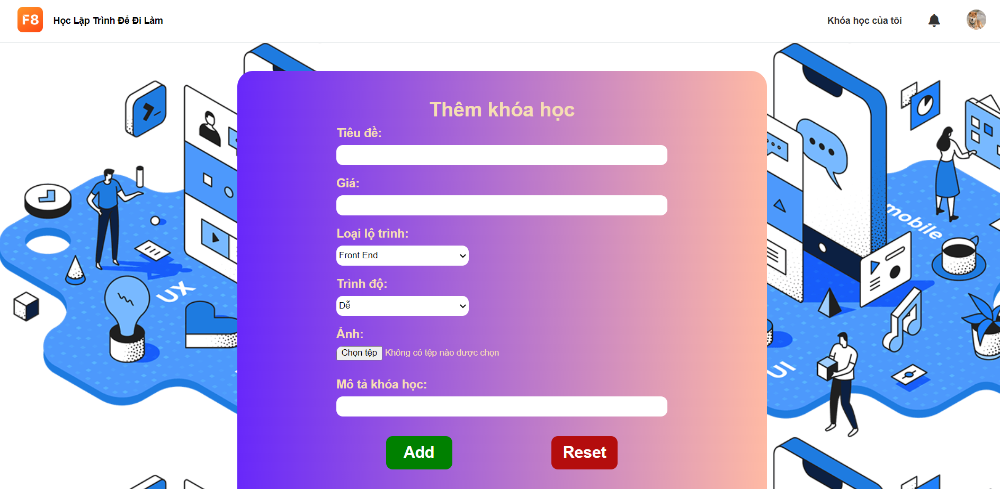 F8
Học Lập Trình Để Đi Làm
Khóa học của tôi
Thêm khóa học
Tiêu đề:
Giá:
Loại lộ trình:
Front End
Trình độ:
Dễ
Ảnh:
Chọn tệp Không có tệp nào được chọn
Mô tả khóa học:
Add
Reset
UX
mobile
UI